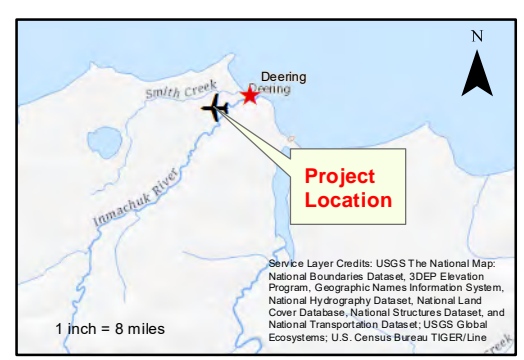 N
Deering
Deering
Smith Creek
Inmachuk River
Project
Location
Service Layer Credits: USGS The National Map:
National Boundaries Dataset, 3DEP Elevation
Program, Geographic Names Information System,
National Hydrography Dataset, National Land
Cover Database, National Structures Dataset, and
National Transportation Dataset; USGS Global
Ecosystems; U.S. Census Bureau TIGER/Line
1 inch = 8 miles
creek